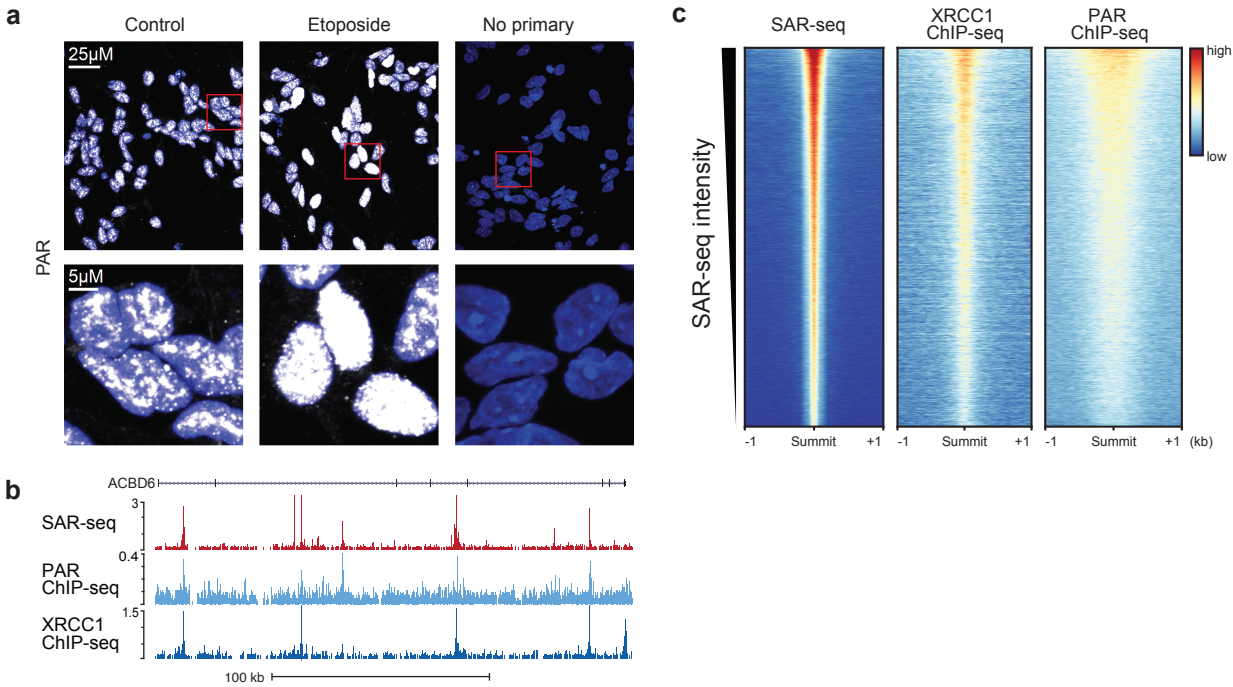 a
Control
Etoposide
No primary
25µM
PAR
5µM
b
ACBD6
SAR-seq
3
PAR
ChIP-seq
0.4
XRCC1
ChIP-seq
1.5
100 kb
c
SAR-seq
XRCC1
ChIP-seq
PAR
ChIP-seq
high
low
SAR-seq intensity
-1 Summit +1
-1 Summit +1
-1 Summit +1 (kb)